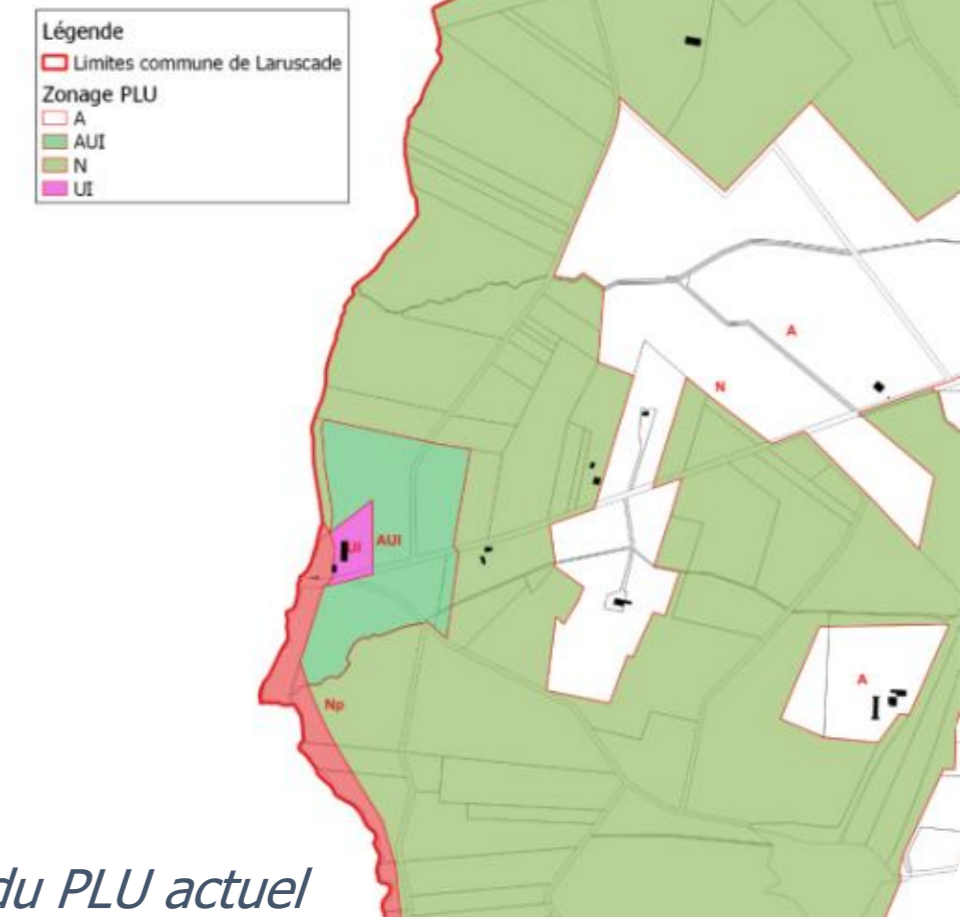 Légende
Limites commune de Laruscade
Zonage PLU
A
AUI
N
UI
A
N
UI
AUI
A
Np
du PLU actuel